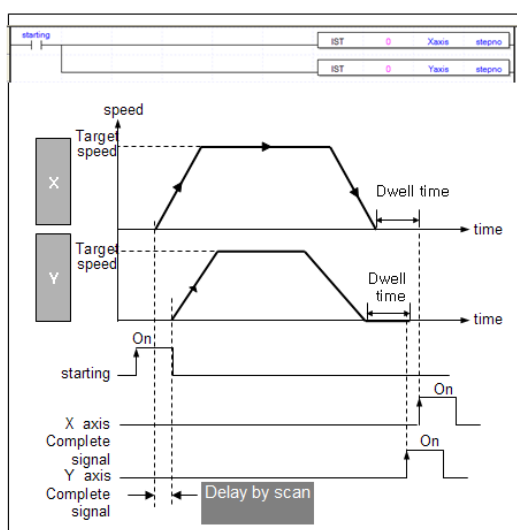 starting
IST 0 Xaxis stepno
IST 0 Yaxis stepno
speed
Target
speed
X
Dwell time
time
Target
speed
Y
Dwell
time
time
On
starting
On
X axis
Complete
signal
On
Y axis
Complete
signal
Delay by scan